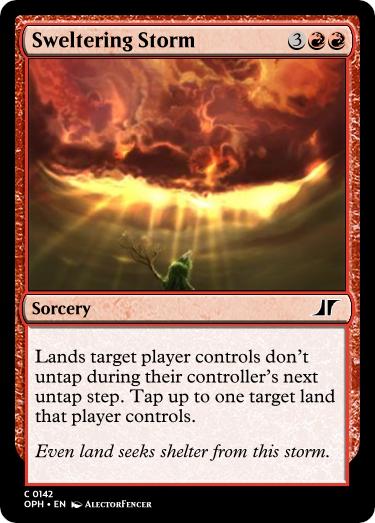 Sweltering Storm 3
Sorcery
Lands target player controls don't
untap during their controller's next
untap step. Tap up to one target land
that player controls.
Even land seeks shelter from this storm.
C 0142
OPH • EN AlectorFencer